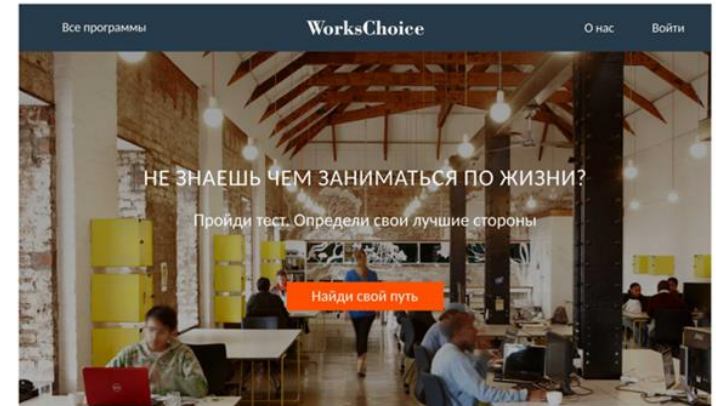 Все программы
WorksChoice
О нас
Войти
НЕ ЗНАЕШЬ ЧЕМ ЗАНИМАТЬСЯ ПО ЖИЗНИ?
Пройди тест. Определи свои лучшие стороны
Найди свой путь